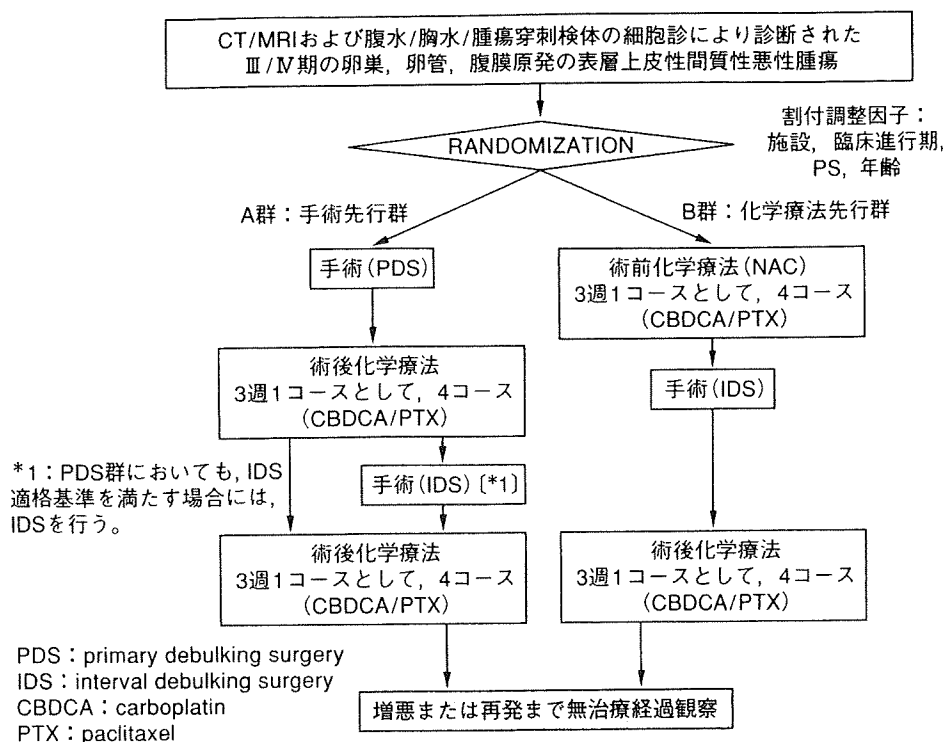 CT/MRIおよび腹水/胸水/腫瘍穿刺検体の細胞診により診断された
Ⅲ/Ⅳ期の卵巣，卵管，腹膜原発の表層上皮性間質性悪性腫瘍
RANDOMIZATION
割付調整因子：
施設，臨床進行期，
PS，年齢
A群：手術先行群
B群：化学療法先行群
手術(PDS)
術前化学療法(NAC)
3週1コースとして，4コース
(CBDCA/PTX)
術後化学療法
3週1コースとして，4コース
(CBDCA/PTX)
手術(IDS)
*1：PDS群においても，IDS
適格基準を満たす場合には，
IDSを行う。
手術(IDS)〔*1〕
術後化学療法
3週1コースとして，4コース
(CBDCA/PTX)
術後化学療法
3週1コースとして，4コース
(CBDCA/PTX)
PDS：primary debulking surgery
IDS：interval debulking surgery
CBDCA：carboplatin
PTX：paclitaxel
増悪または再発まで無治療経過観察